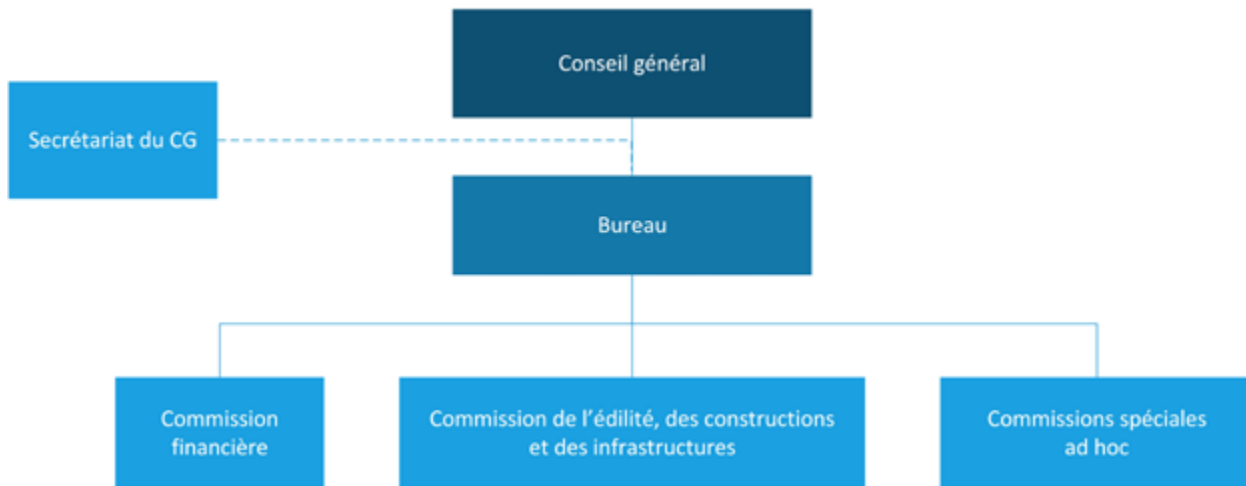 Conseil général
Secrétariat du CG
Bureau
Commission
financière
Commission de l’édilité, des constructions
et des infrastructures
Commissions spéciales
ad hoc